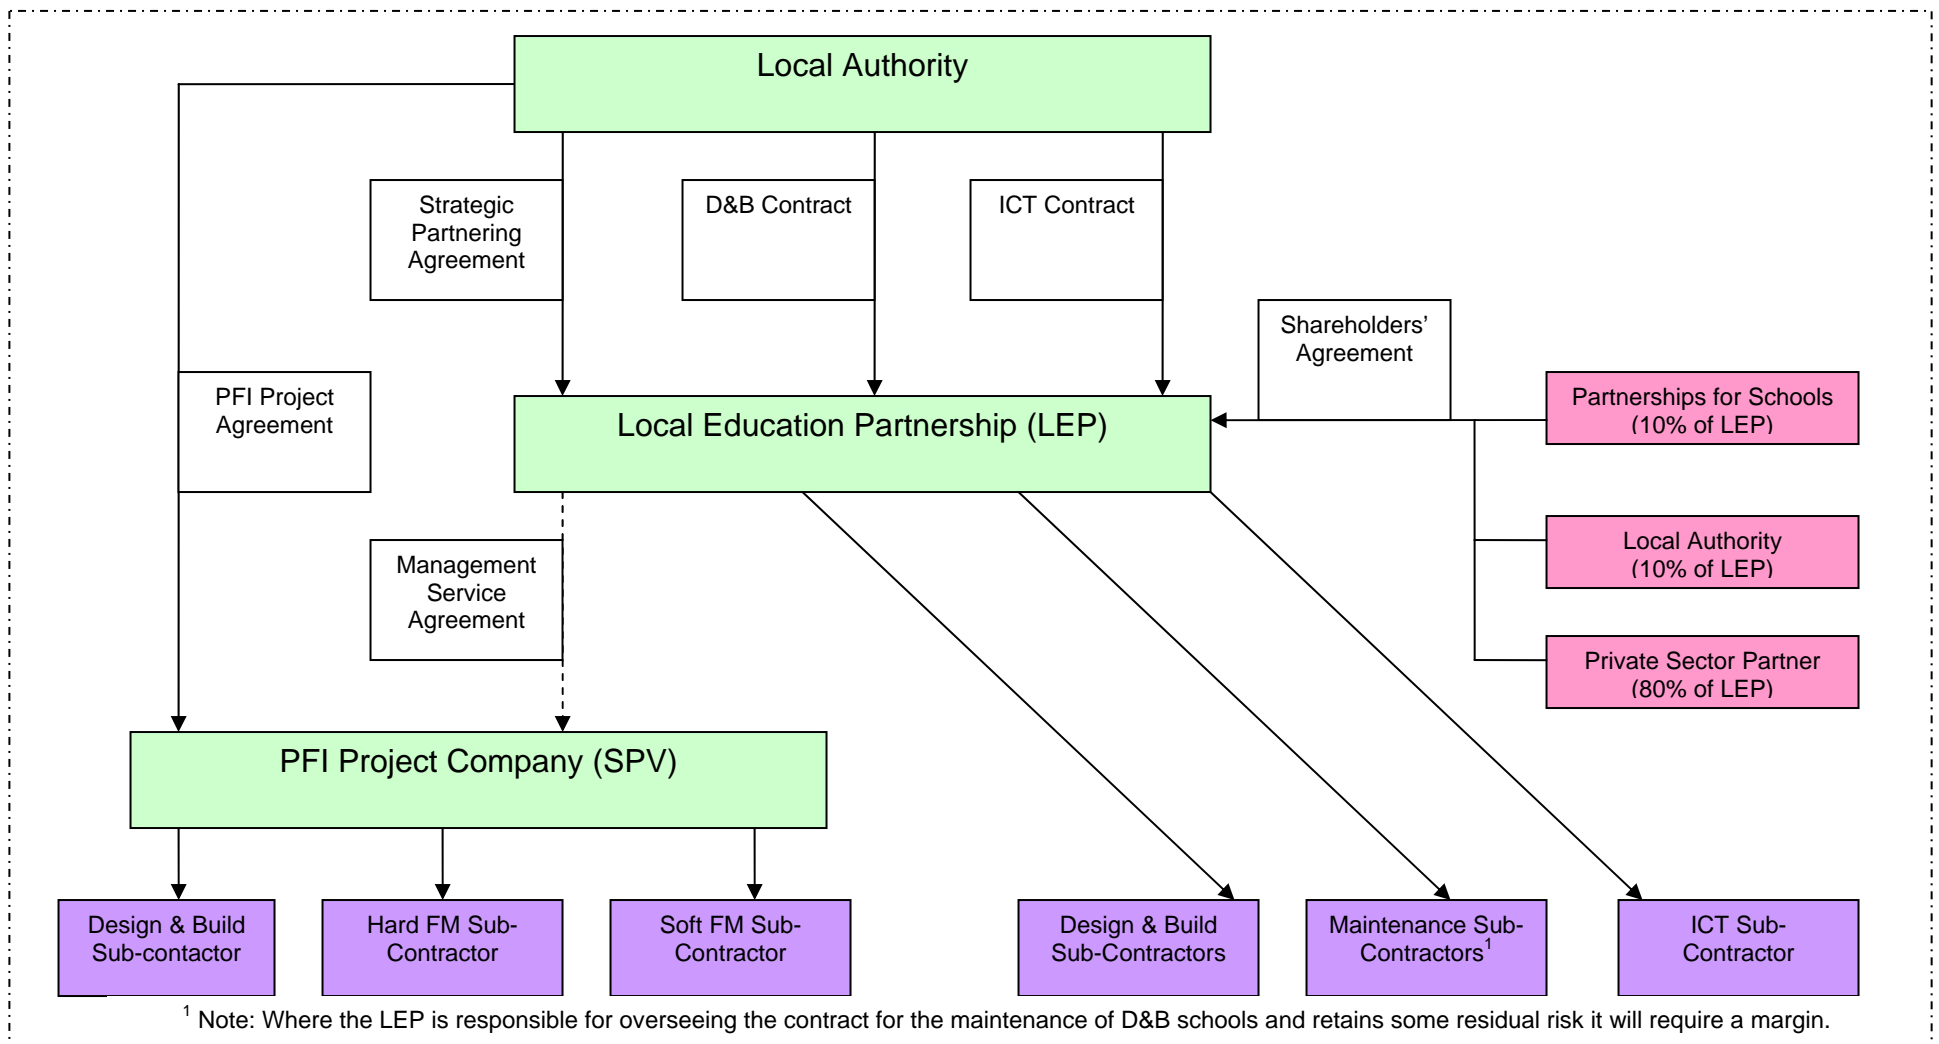 Local Authority
Strategic
Partnering
Agreement
D&B Contract
ICT Contract
Shareholders’
Agreement
PFI Project
Agreement
Local Education Partnership (LEP)
Partnerships for Schools
(10% of LEP)
Local Authority
(10% of LEP)
Private Sector Partner
(80% of LEP)
Management
Service
Agreement
PFI Project Company (SPV)
Design & Build
Sub-contactor
Hard FM Sub-
Contractor
Soft FM Sub-
Contractor
Design & Build
Sub-Contractors
Maintenance Sub-
Contractors1
ICT Sub-
Contractor
1 Note: Where the LEP is responsible for overseeing the contract for the maintenance of D&B schools and retains some residual risk it will require a margin.